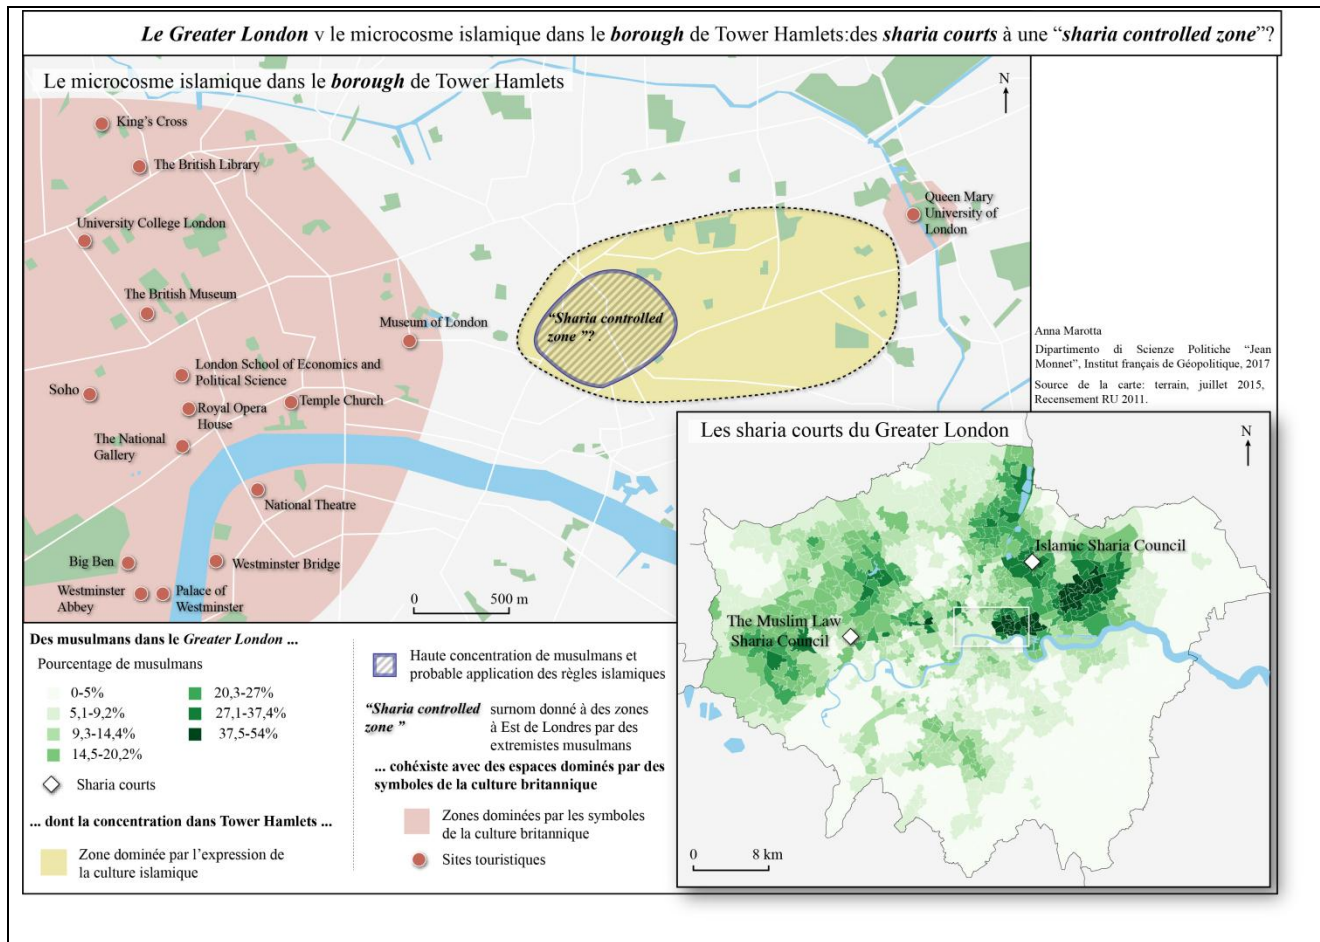 Le Greater London v le microcosme islamique dans le borough de Tower Hamlets:des sharia courts à une “sharia controlled zone”?
Le microcosme islamique dans le borough de Tower Hamlets
N
King’s Cross
The British Library
University College London
The British Museum
Museum of London
London School of Economics and
Political Science
Soho
Royal Opera
House
Temple Church
The National
Gallery
National Theatre
Big Ben
Westminster Bridge
Westminster
Abbey
Palace of
Westminster
Queen Mary
University of
London
“Sharia controlled
zone ”?
0 500 m
Anna Marotta
Dipartimento di Scienze Politiche “Jean
Monnet”, Institut français de Géopolitique, 2017
Source de la carte: terrain, juillet 2015,
Recensement RU 2011.
Des musulmans dans le Greater London ...
Pourcentage de musulmans
0-5%
5,1-9,2%
9,3-14,4%
14,5-20,2%
20,3-27%
27,1-37,4%
37,5-54%
Sharia courts
... dont la concentration dans Tower Hamlets ...
Zone dominée par l’expression de
la culture islamique
Haute concentration de musulmans et
probable application des règles islamiques
“Sharia controlled
zone ”
surnom donné à des zones
à Est de Londres par des
extremistes musulmans
... cohéxiste avec des espaces dominés par des
symboles de la culture britannique
Zones dominées par les symboles
de la culture britannique
Sites touristiques
Les sharia courts du Greater London
N
Islamic Sharia Council
The Muslim Law
Sharia Council
0 8 km